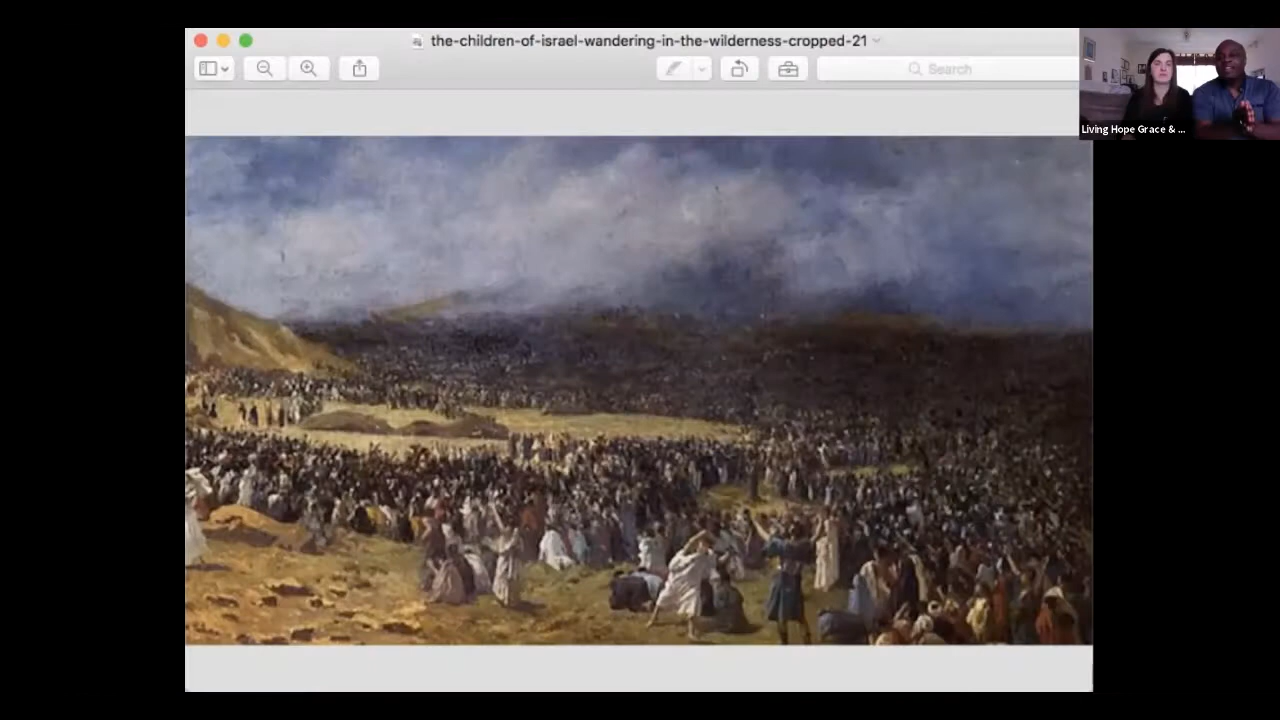 the-children-of-israel-wandering-in-the-wilderness-cropped-21
Search
Living Hope Grace & ...